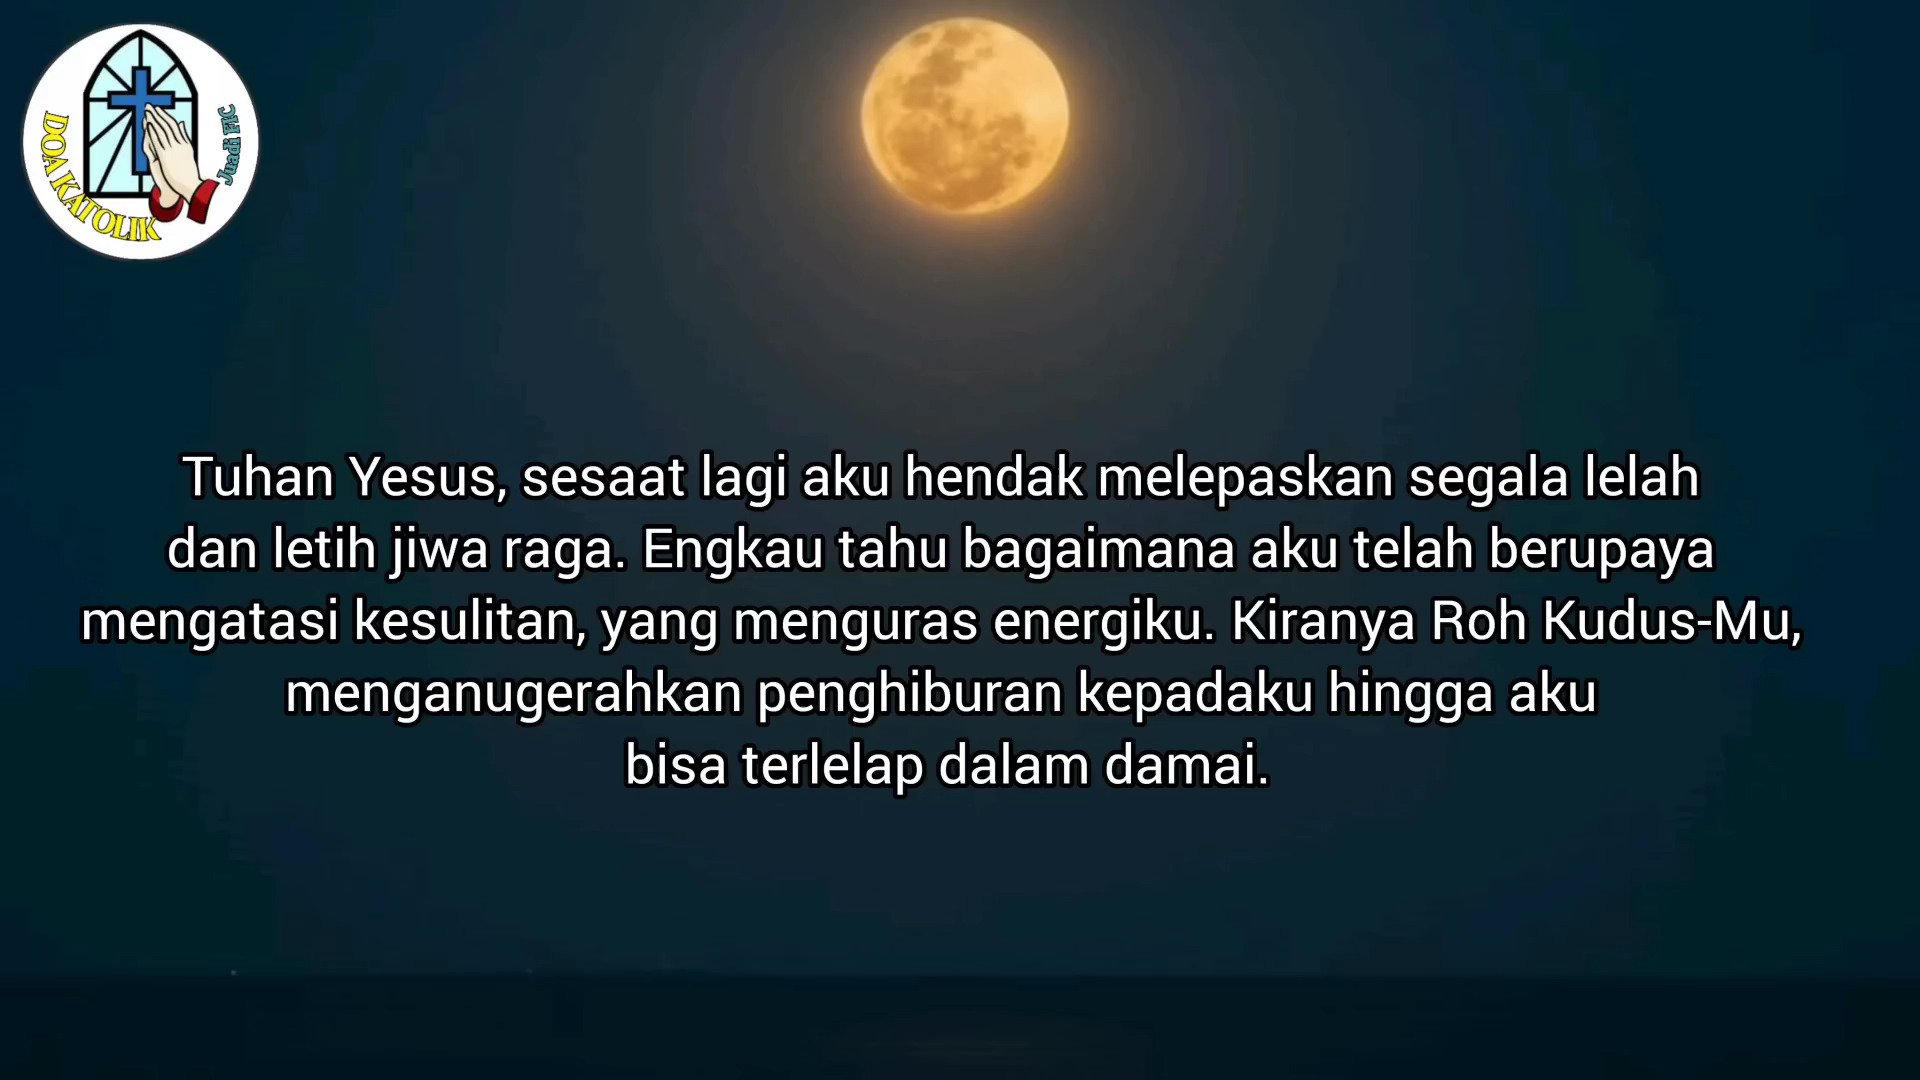 DOA KATOLIK
Juadi FIC
Tuhan Yesus, sesaat lagi aku hendak melepaskan segala lelah
dan letih jiwa raga. Engkau tahu bagaimana aku telah berupaya
mengatasi kesulitan, yang menguras energiku. Kiranya Roh Kudus-Mu,
menganugerahkan penghiburan kepadaku hingga aku
bisa terlelap dalam damai.